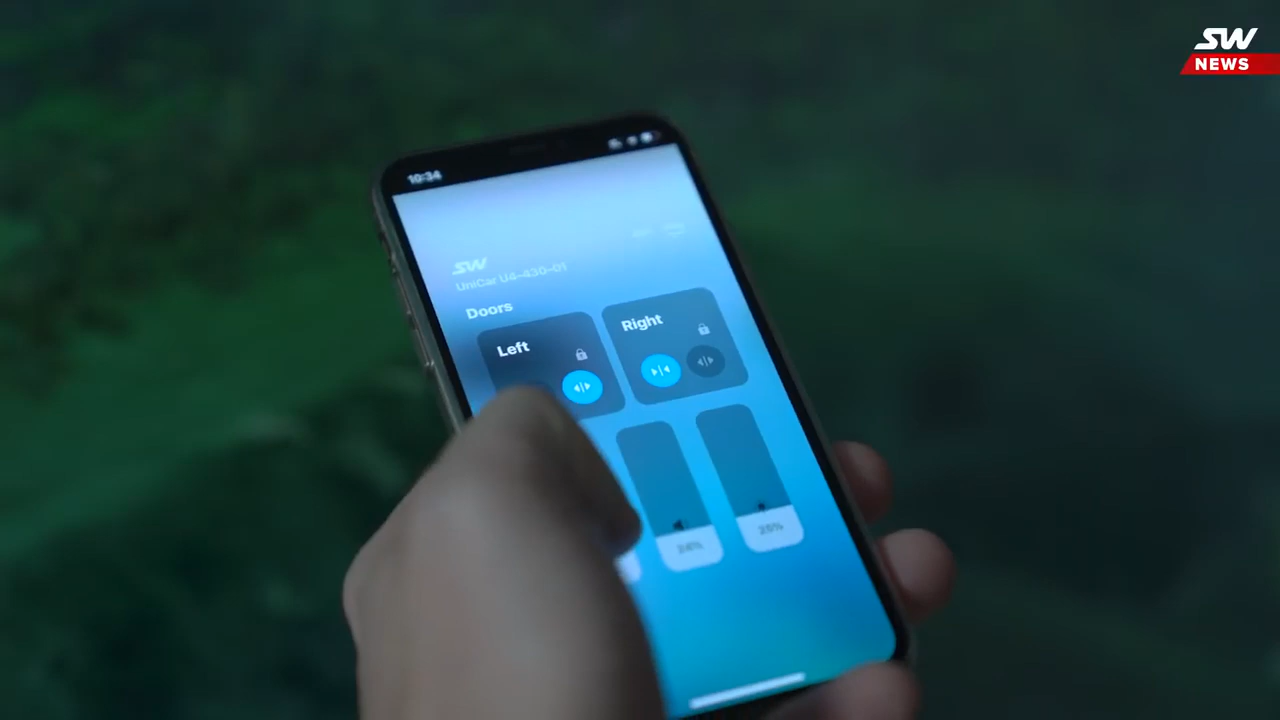 SW
NEWS
10:34
SW
UniCar U4-430-01
Doors
Left
Right
24%
25%